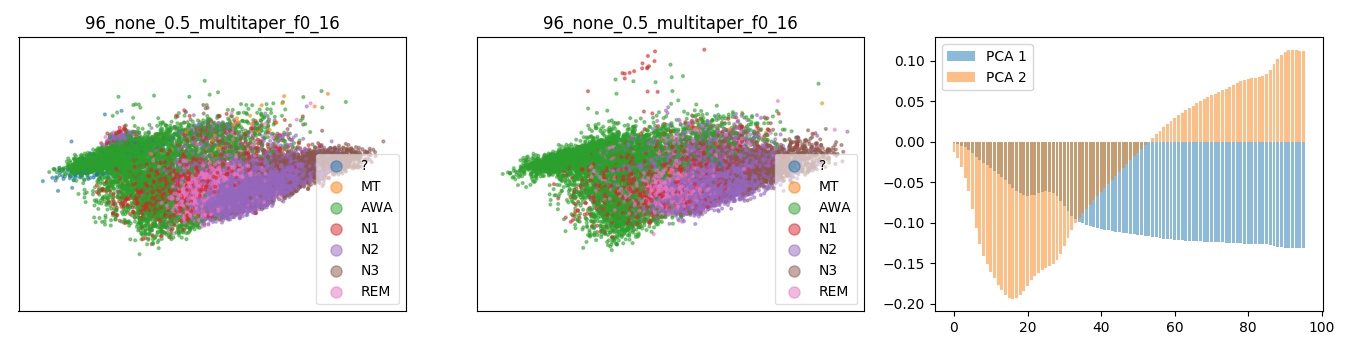 96_none_0.5_multitaper_f0_16
?
MT
AWA
N1
N2
N3
REM
96_none_0.5_multitaper_f0_16
?
MT
AWA
N1
N2
N3
REM
PCA 1
PCA 2
0.10
0.05
0.00
−0.05
−0.10
−0.15
−0.20
0 20 40 60 80 100